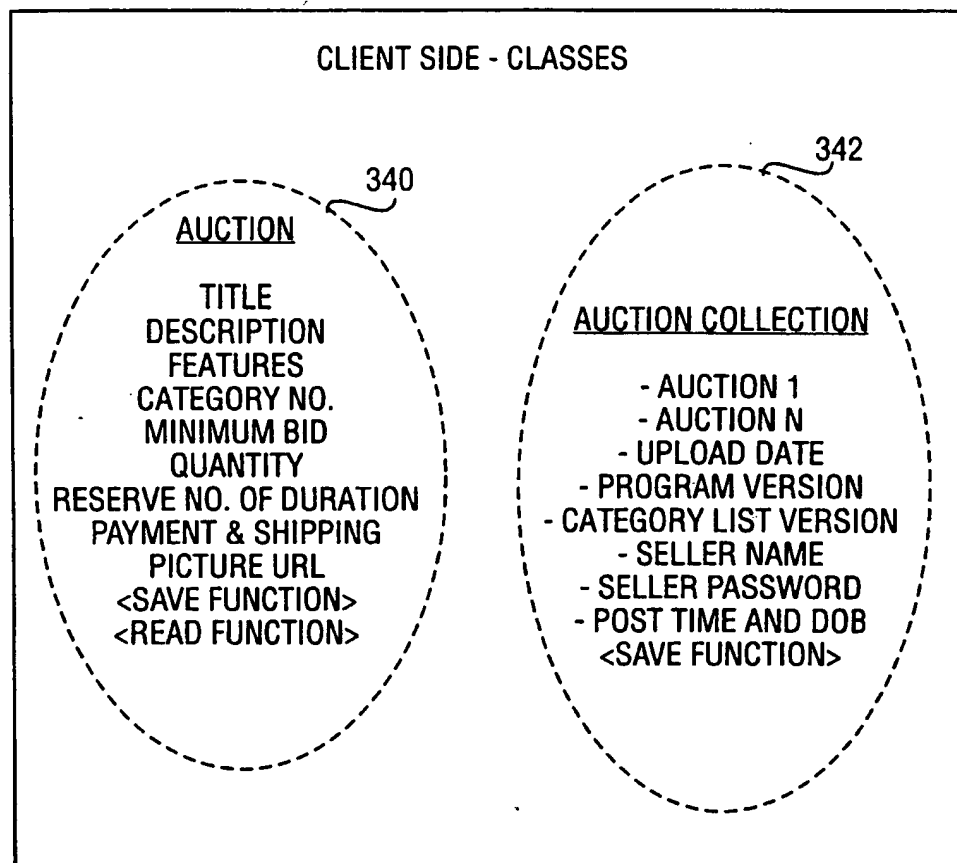 CLIENT SIDE - CLASSES
340
AUCTION
TITLE
DESCRIPTION
FEATURES
CATEGORY NO.
MINIMUM BID
QUANTITY
RESERVE NO. OF DURATION
PAYMENT & SHIPPING
PICTURE URL
<SAVE FUNCTION>
<READ FUNCTION>
342
AUCTION COLLECTION
- AUCTION 1
- AUCTION N
- UPLOAD DATE
- PROGRAM VERSION
- CATEGORY LIST VERSION
- SELLER NAME
- SELLER PASSWORD
- POST TIME AND DOB
<SAVE FUNCTION>